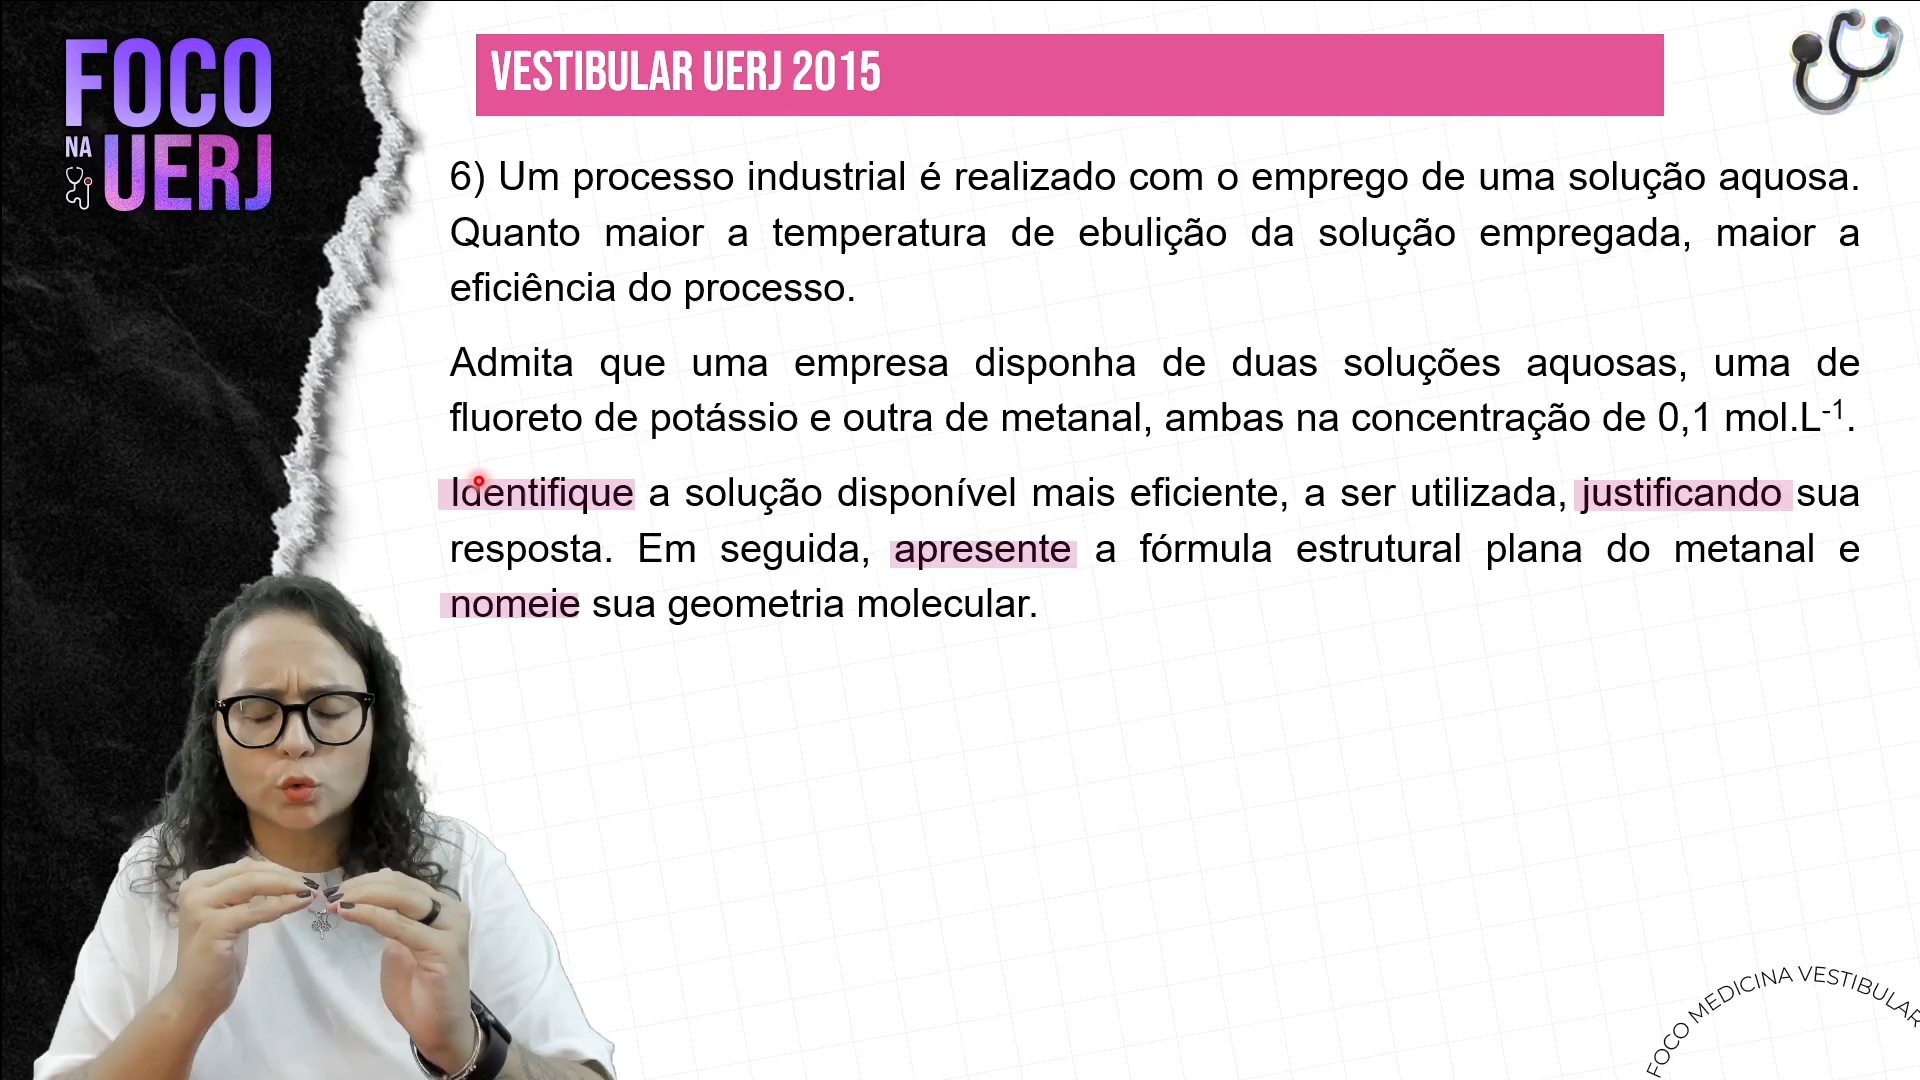 FOCO
NA
UERJ
VESTIBULAR UERJ 2015
6) Um processo industrial é realizado com o emprego de uma solução aquosa.
Quanto maior a temperatura de ebulição da solução empregada, maior a
eficiência do processo.
Admita que uma empresa disponha de duas soluções aquosas, uma de
fluoreto de potássio e outra de metanal, ambas na concentração de 0,1 mol.L⁻¹.
Identifique a solução disponível mais eficiente, a ser utilizada, justificando sua
resposta. Em seguida, apresente a fórmula estrutural plana do metanal e
nomeie sua geometria molecular.
FOCO MEDICINA VESTIBULAR